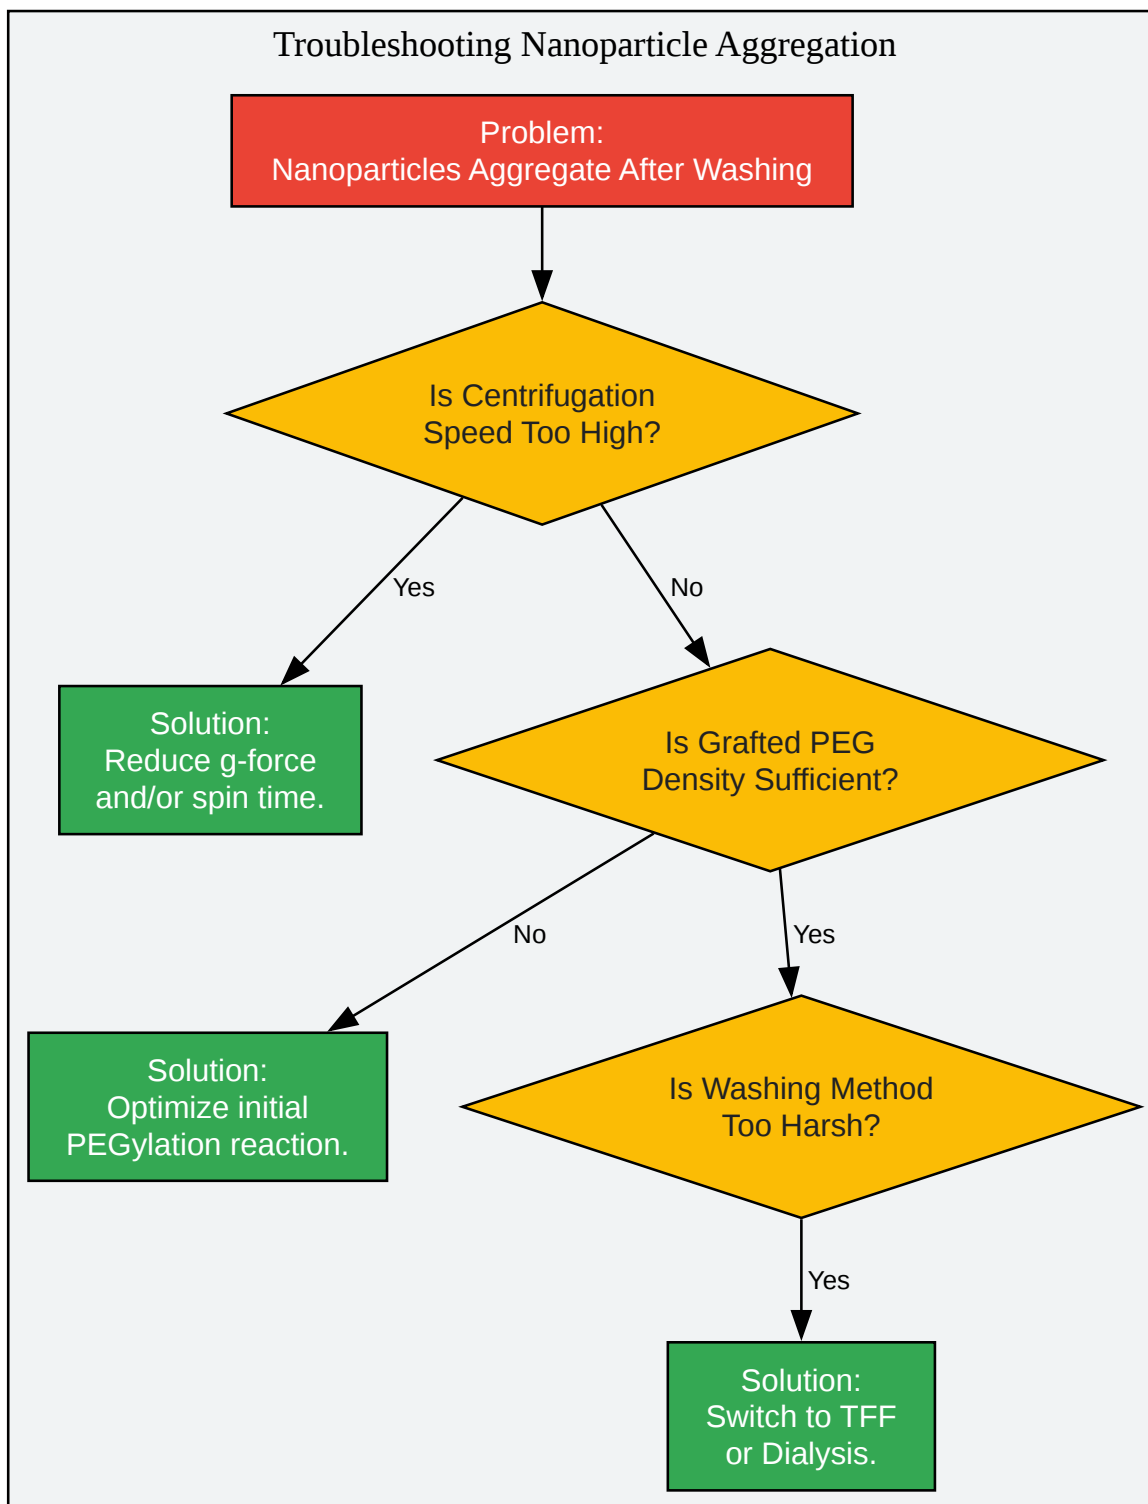 Troubleshooting Nanoparticle Aggregation
Problem:
Nanoparticles Aggregate After Washing
Is Centrifugation
Speed Too High?
Yes
No
Solution:
Reduce g-force
and/or spin time.
Is Grafted PEG
Density Sufficient?
No
Yes
Solution:
Optimize initial
PEGylation reaction.
Is Washing Method
Too Harsh?
Yes
Solution:
Switch to TFF
or Dialysis.